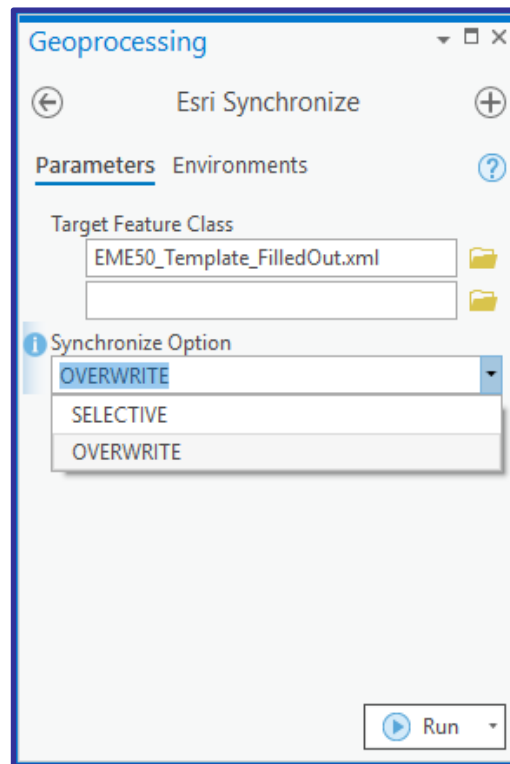 Geoprocessing
Esri Synchronize
Parameters Environments
Target Feature Class
EME50_Template_FilledOut.xml
Synchronize Option
OVERWRITE
SELECTIVE
OVERWRITE
Run